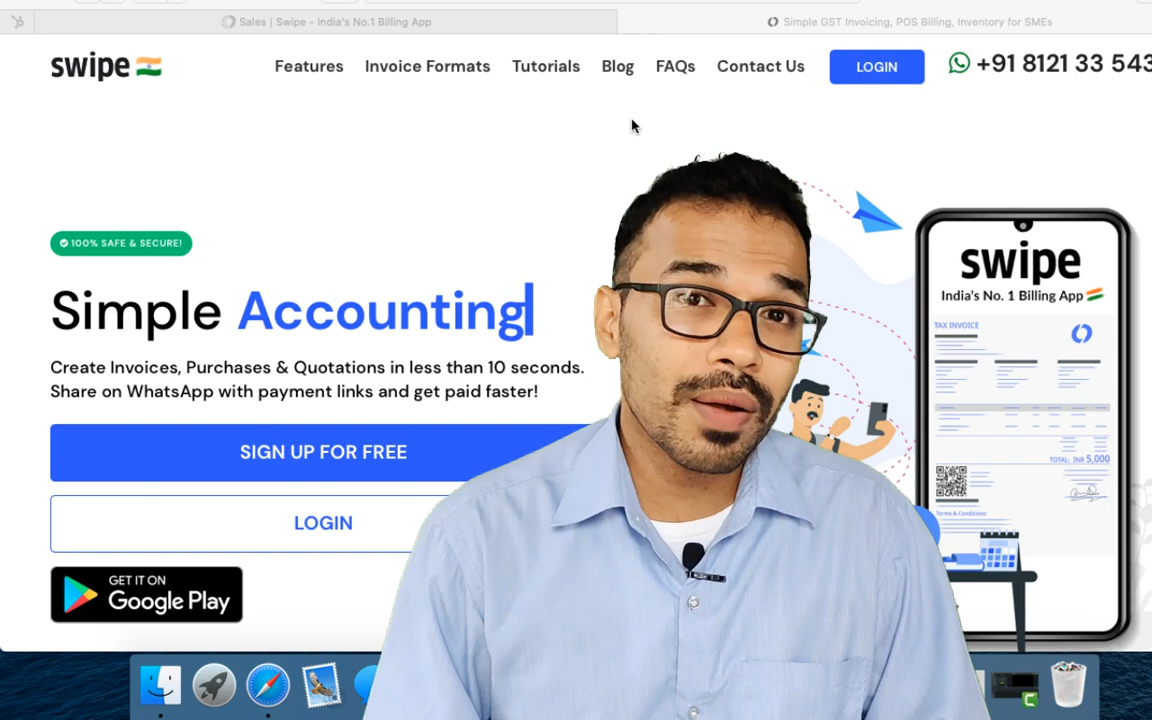 Sales | Swipe - India's No.1 Billing App
Simple GST Invoicing, POS Billing, Inventory for SMEs
swipe
Features
Invoice Formats
Tutorials
Blog
FAQs
Contact Us
LOGIN
+91 8121 33 543
100% SAFE & SECURE!
Simple Accounting
Create Invoices, Purchases & Quotations in less than 10 seconds.
Share on WhatsApp with payment links and get paid faster!
SIGN UP FOR FREE
LOGIN
GET IT ON
Google Play
swipe
India's No. 1 Billing App
TAX INVOICE
TOTAL: INR 5,000
Terms & Conditions: